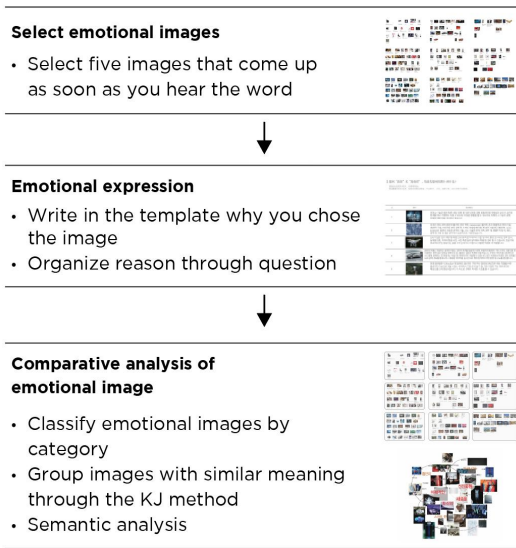 Select emotional images
• Select five images that come up
as soon as you hear the word
Emotional expression
• Write in the template why you chose
the image
• Organize reason through question
Comparative analysis of
emotional image
• Classify emotional images by
category
• Group images with similar meaning
through the KJ method
• Semantic analysis